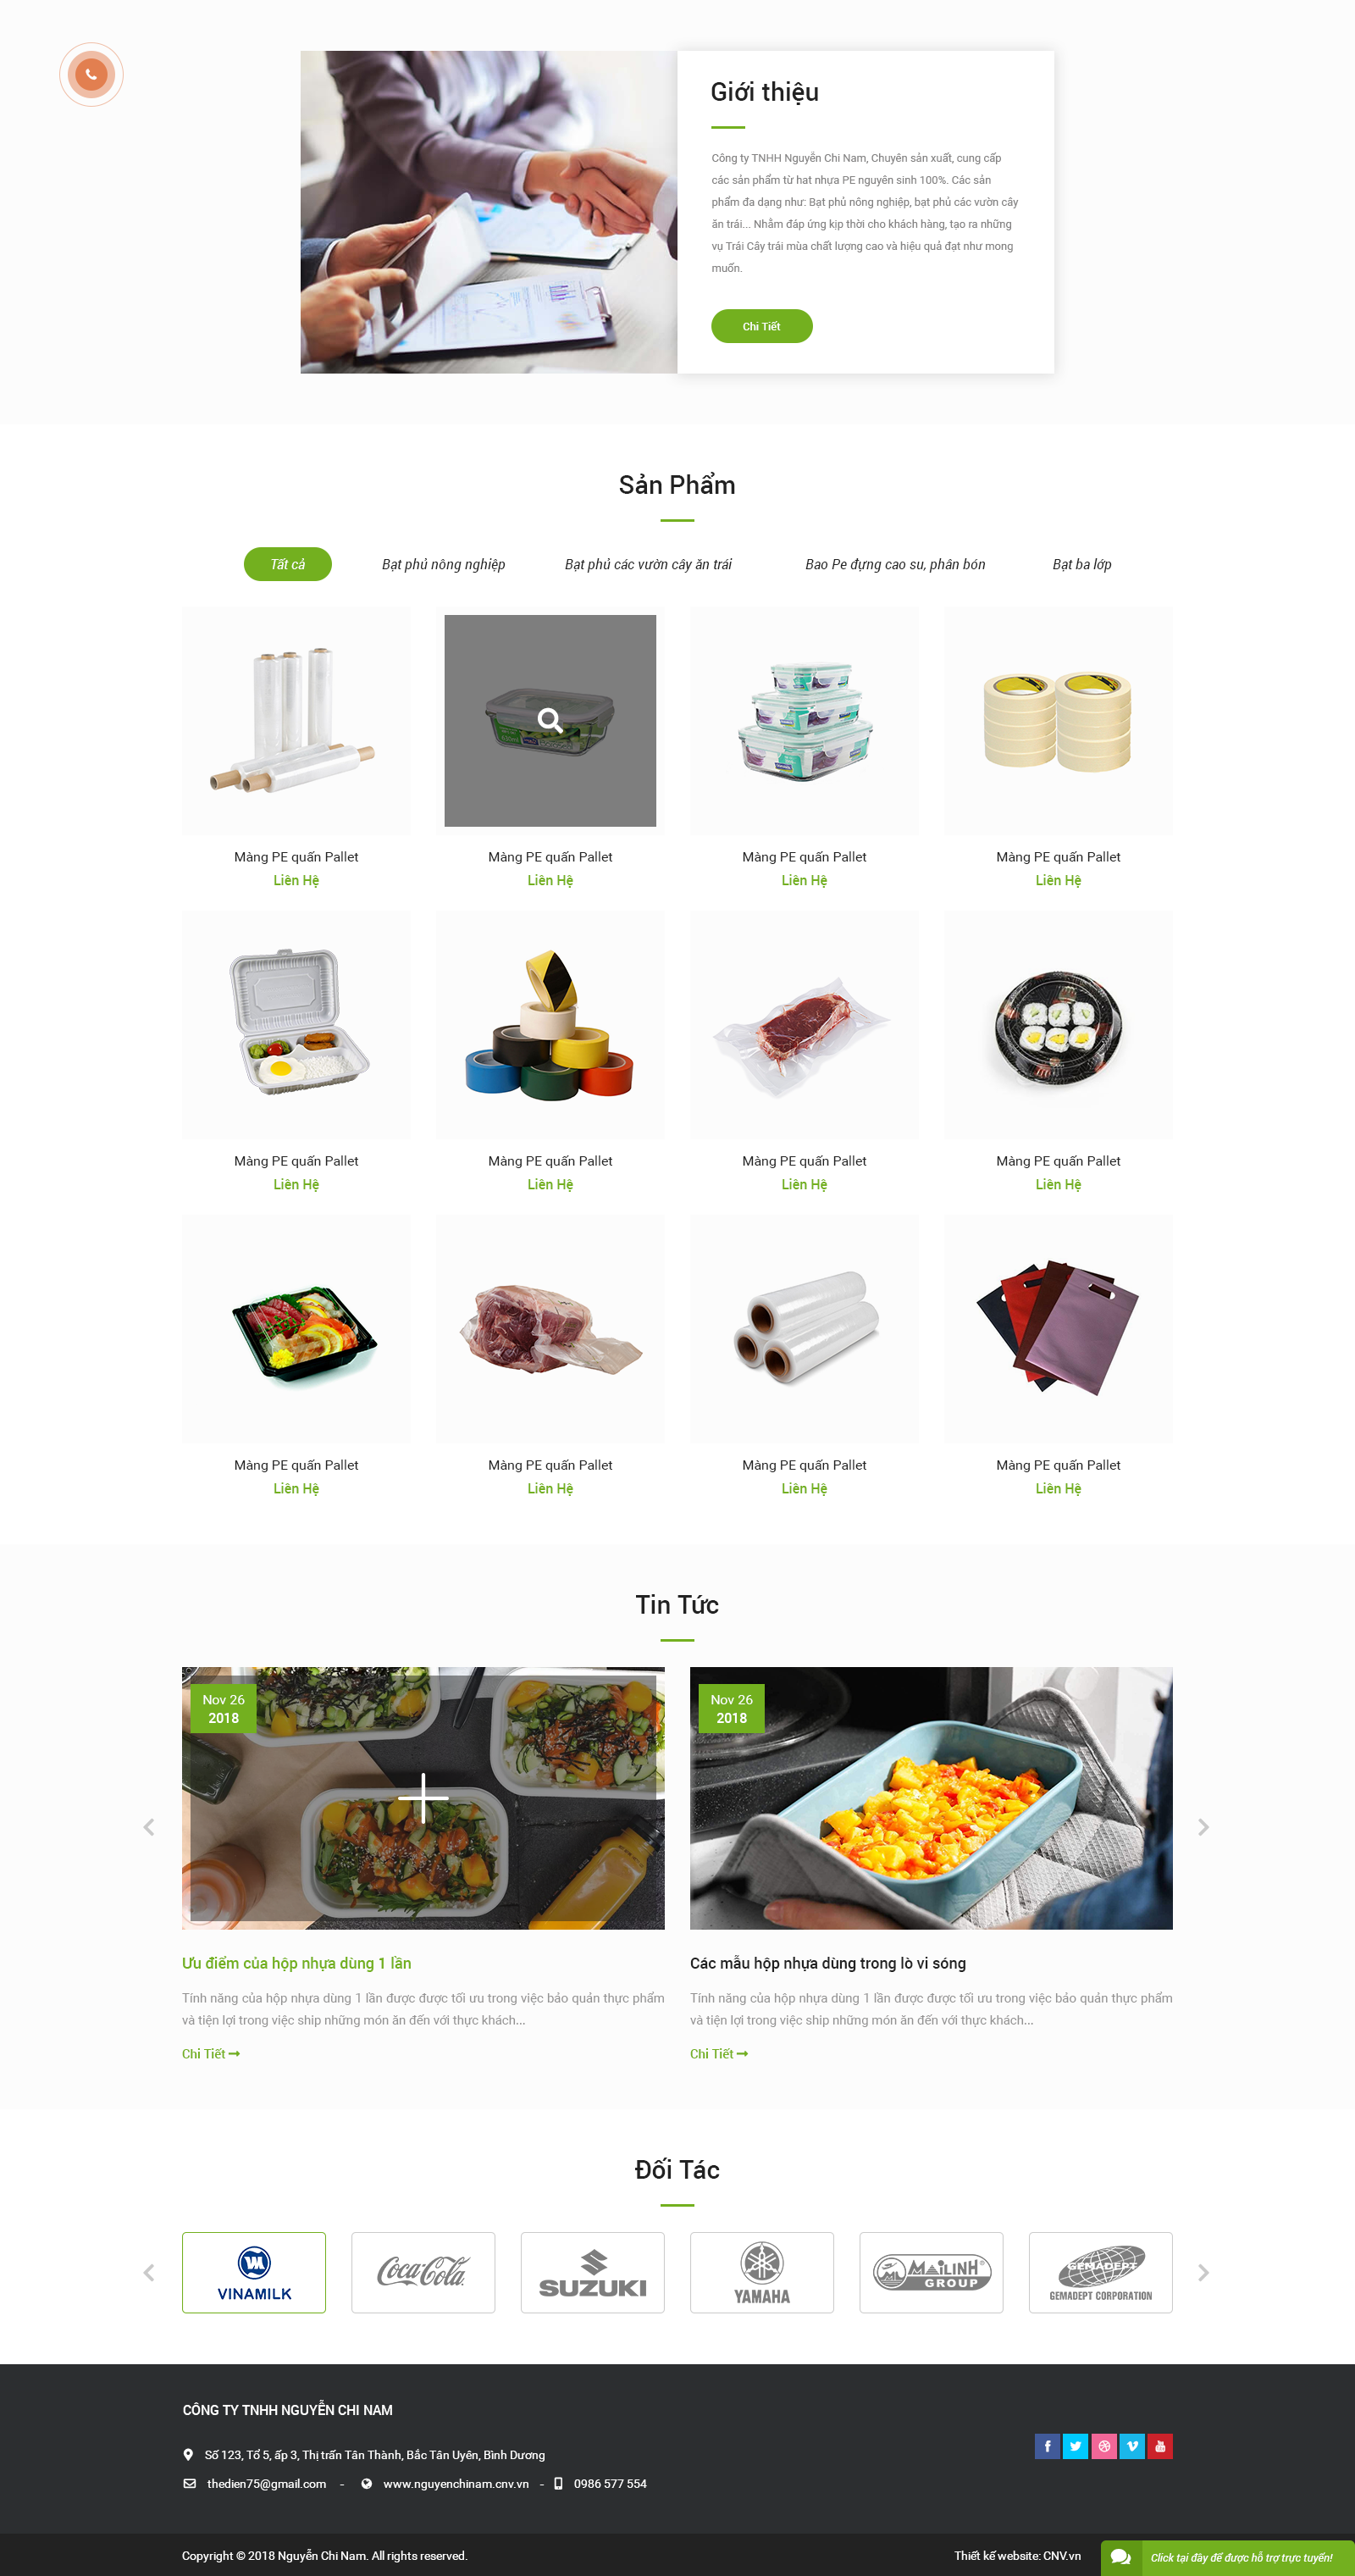 Giới thiệu
Công ty TNHH Nguyễn Chi Nam, Chuyên sản xuất, cung cấp
các sản phẩm từ hat nhựa PE nguyên sinh 100%. Các sản
phẩm đa dạng như: Bạt phủ nông nghiệp, bạt phủ các vườn cây
ăn trái... Nhằm đáp ứng kịp thời cho khách hàng, tạo ra những
vụ Trái Cây trái mùa chất lượng cao và hiệu quả đạt như mong
muốn.
Chi Tiết
Sản Phẩm
Tất cả
Bạt phủ nông nghiệp
Bạt phủ các vườn cây ăn trái
Bao Pe đựng cao su, phân bón
Bạt ba lớp
Màng PE quấn Pallet
Liên Hệ
Màng PE quấn Pallet
Liên Hệ
Màng PE quấn Pallet
Liên Hệ
Màng PE quấn Pallet
Liên Hệ
Màng PE quấn Pallet
Liên Hệ
Màng PE quấn Pallet
Liên Hệ
Màng PE quấn Pallet
Liên Hệ
Màng PE quấn Pallet
Liên Hệ
Màng PE quấn Pallet
Liên Hệ
Màng PE quấn Pallet
Liên Hệ
Màng PE quấn Pallet
Liên Hệ
Màng PE quấn Pallet
Liên Hệ
Tin Tức
Nov 26
2018
Ưu điểm của hộp nhựa dùng 1 lần
Tính năng của hộp nhựa dùng 1 lần được được tối ưu trong việc bảo quản thực phẩm
và tiện lợi trong việc ship những món ăn đến với thực khách...
Chi Tiết
Nov 26
2018
Các mẫu hộp nhựa dùng trong lò vi sóng
Tính năng của hộp nhựa dùng 1 lần được được tối ưu trong việc bảo quản thực phẩm
và tiện lợi trong việc ship những món ăn đến với thực khách...
Chi Tiết
Đối Tác
VINAMILK
Coca-Cola
SUZUKI
YAMAHA
MAILINH®
GROUP
GEMADEPT
GEMADEPT CORPORATION
CÔNG TY TNHH NGUYỄN CHI NAM
Số 123, Tổ 5, ấp 3, Thị trấn Tân Thành, Bắc Tân Uyên, Bình Dương
thedien75@gmail.com - www.nguyenchinam.cnv.vn - 0986 577 554
Copyright © 2018 Nguyễn Chi Nam. All rights reserved.
Thiết kế website: CNV.vn
Click tại đây để được hỗ trợ trực tuyến!